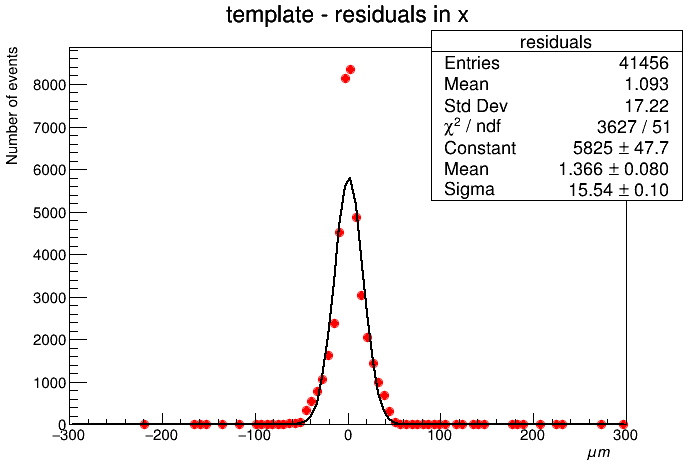 template - residuals in x
residuals
Entries 41456
Mean 1.093
Std Dev 17.22
χ² / ndf 3627 / 51
Constant 5825 ± 47.7
Mean 1.366 ± 0.080
Sigma 15.54 ± 0.10
Number of events
8000
7000
6000
5000
4000
3000
2000
1000
0
−300 −200 −100 0 100 200 300
μm